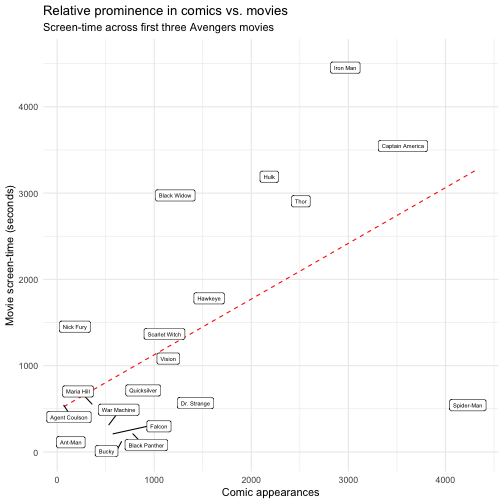 Relative prominence in comics vs. movies
Screen-time across first three Avengers movies
Iron Man
4000
Captain America
Hulk
Black Widow
Thor
3000
Movie screen-time (seconds)
2000
Hawkeye
Nick Fury
Scarlet Witch
Vision
1000
Maria Hill
Quicksilver
Dr. Strange
Spider-Man
War Machine
Agent Coulson
Falcon
Ant-Man
Black Panther
Bucky
0
0 1000 2000 3000 4000
Comic appearances